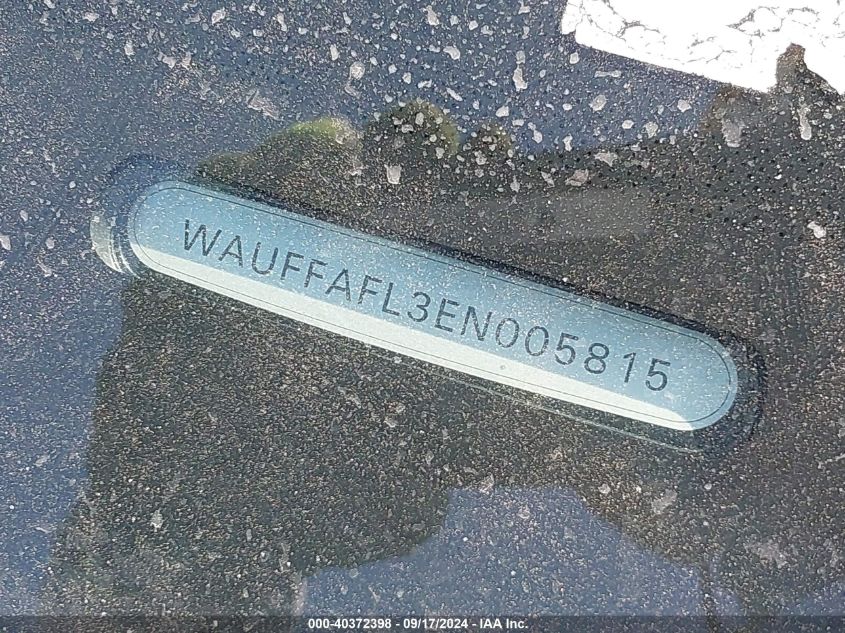 WAUFFAFL3EN005815
000-40372398 - 09/17/2024 - IAA Inc.